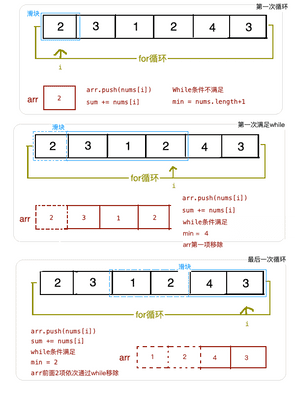 第一次循环
滑块
2 3 1 2 4 3
for循环
i
arr 2
arr.push(nums[i]) While条件不满足
sum += nums[i] min = nums.length+1
第一次满足while
滑块
2 3 1 2 4 3
for循环
i
arr 2 3 1 2
arr.push(nums[i])
sum += nums[i]
while条件满足
min = 4
arr第一项移除
最后一次循环
滑块
2 3 1 2 4 3
for循环
i
arr.push(nums[i])
sum += nums[i]
while条件满足
min = 2
arr前面2项依次通过while移除
arr 1 2 4 3